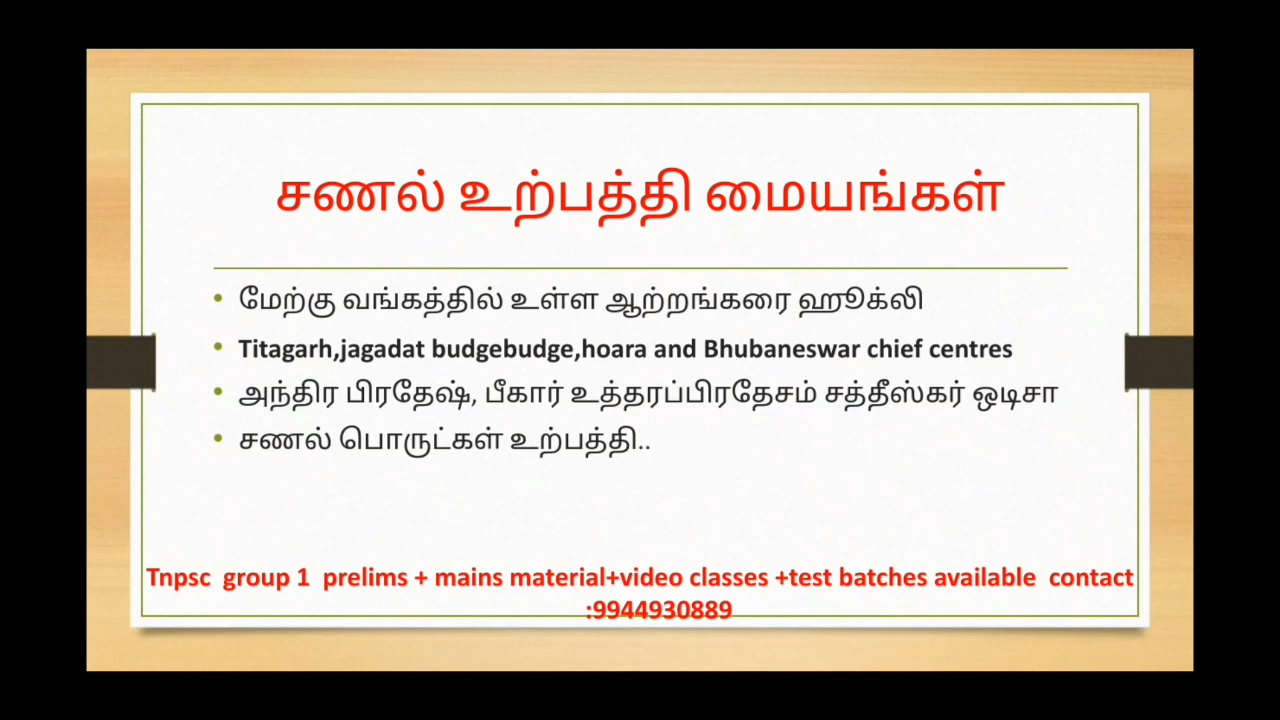 சணல் உற்பத்தி மையங்கள்
• மேற்கு வங்கத்தில் உள்ள ஆற்றங்கரை ஹூக்லி
• Titagarh,jagadat budgebudge,hoara and Bhubaneswar chief centres
• அந்திர பிரதேஷ், பீகார் உத்தரப்பிரதேசம் சத்தீஸ்கர் ஒடிசா
• சணல் பொருட்கள் உற்பத்தி..
Tnpsc group 1 prelims + mains material+video classes +test batches available contact
:9944930889